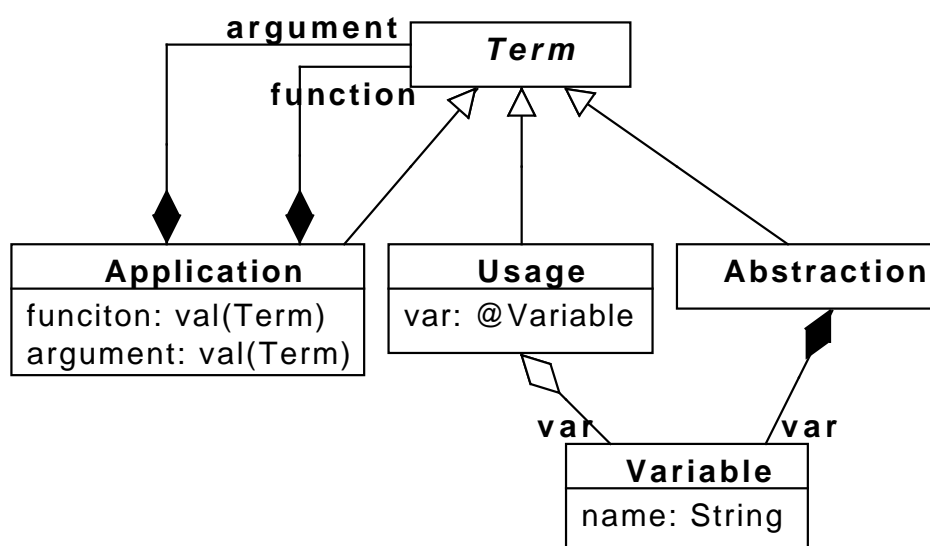 argument
Term
function
Application
funciton: val(Term)
argument: val(Term)
Usage
var: @Variable
Abstraction
var
var
Variable
name: String